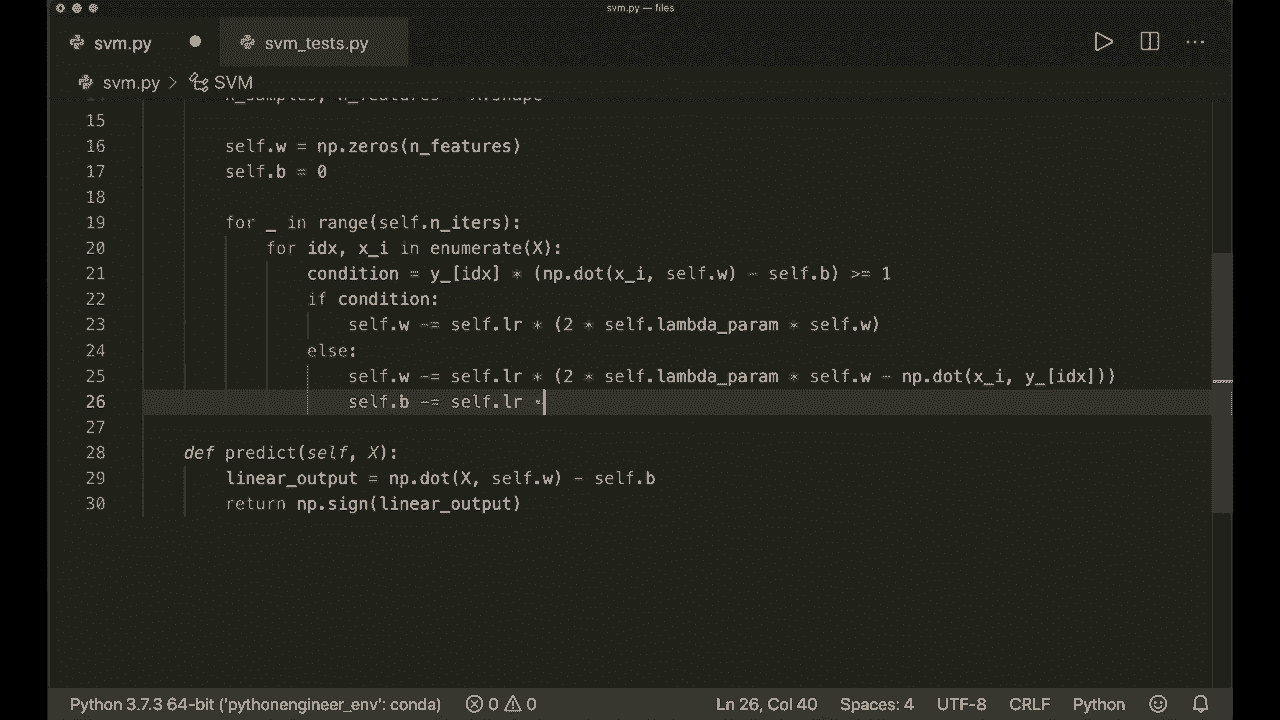 svm.py — files
svm.py svm_tests.py
svm.py > SVM
15
16 self.w = np.zeros(n_features)
17 self.b = 0
18
19 for _ in range(self.n_iters):
20 for idx, x_i in enumerate(X):
21 condition = y_[idx] * (np.dot(x_i, self.w) - self.b) >= 1
22 if condition:
23 self.w -= self.lr * (2 * self.lambda_param * self.w)
24 else:
25 self.w -= self.lr * (2 * self.lambda_param * self.w - np.dot(x_i, y_[idx]))
26 self.b -= self.lr *
27
28 def predict(self, X):
29 linear_output = np.dot(X, self.w) - self.b
30 return np.sign(linear_output)
Python 3.7.3 64-bit ('pythonengineer_env': conda) 0 0 Ln 26, Col 40 Spaces: 4 UTF-8 CRLF Python